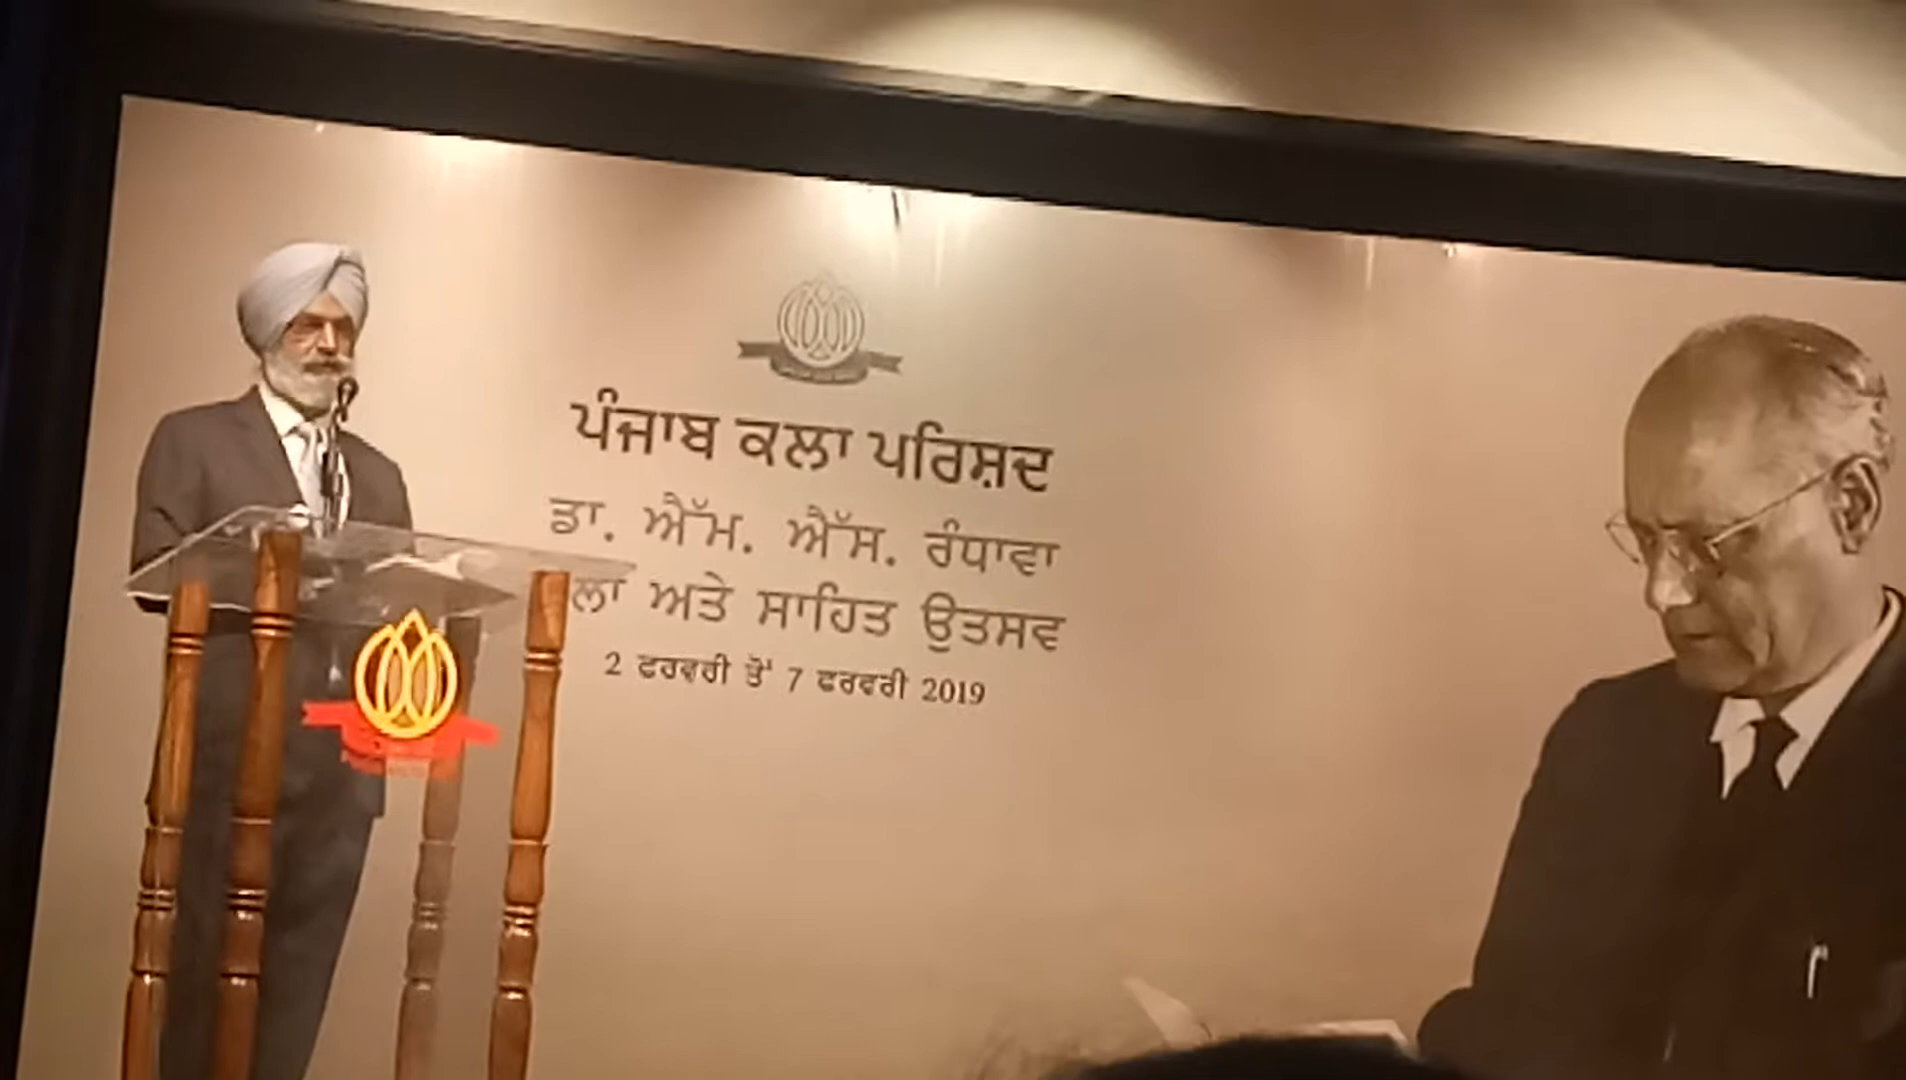 ਪੰਜਾਬ ਕਲਾ ਪਰਿਸ਼ਦ
ਡਾ. ਐੱਮ. ਐੱਸ. ਰੰਧਾਵਾ
ਲਾ ਅਤੇ ਸਾਹਿਤ ਉਤਸਵ
2 ਫਰਵਰੀ ਤੋਂ 7 ਫਰਵਰੀ 2019